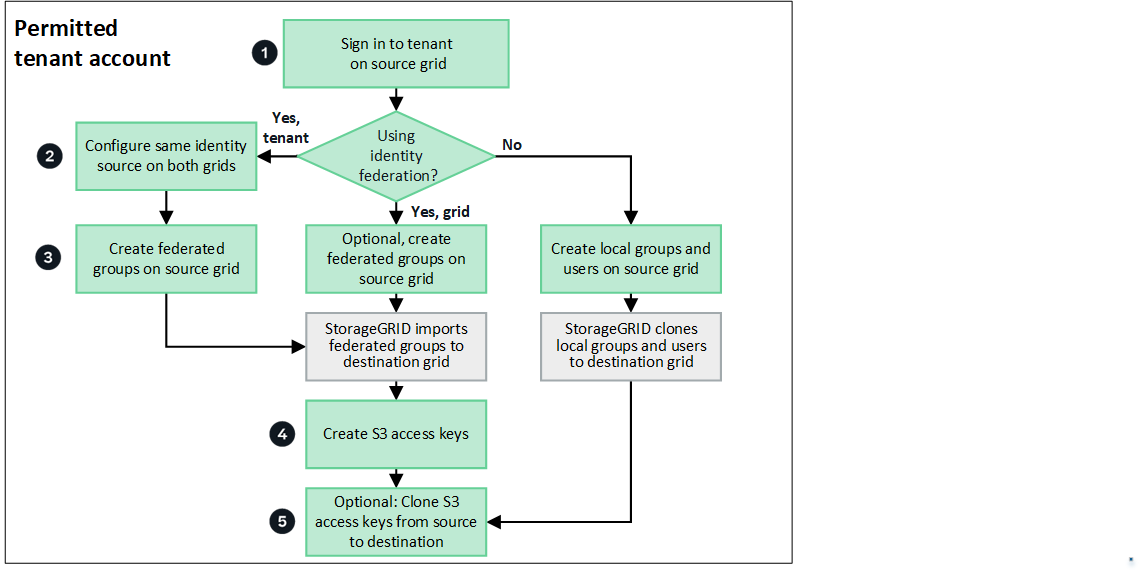 Permitted
tenant account
1
Sign in to tenant
on source grid
Yes,
tenant
Using
identity
federation?
No
2
Configure same identity
source on both grids
Yes, grid
3
Create federated
groups on source grid
Optional, create
federated groups on
source grid
Create local groups and
users on source grid
StorageGRID imports
federated groups to
destination grid
StorageGRID clones
local groups and users
to destination grid
4
Create S3 access keys
5
Optional: Clone S3
access keys from source
to destination